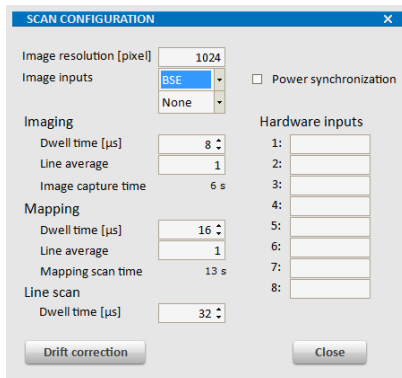 SCAN CONFIGURATION
Image resolution [pixel] 1024
Image inputs BSE
None
Power synchronization
Imaging
Dwell time [µs] 8
Line average 1
Image capture time 6 s
Mapping
Dwell time [µs] 16
Line average 1
Mapping scan time 13 s
Line scan
Dwell time [µs] 32
Hardware inputs
1:
2:
3:
4:
5:
6:
7:
8:
Drift correction
Close